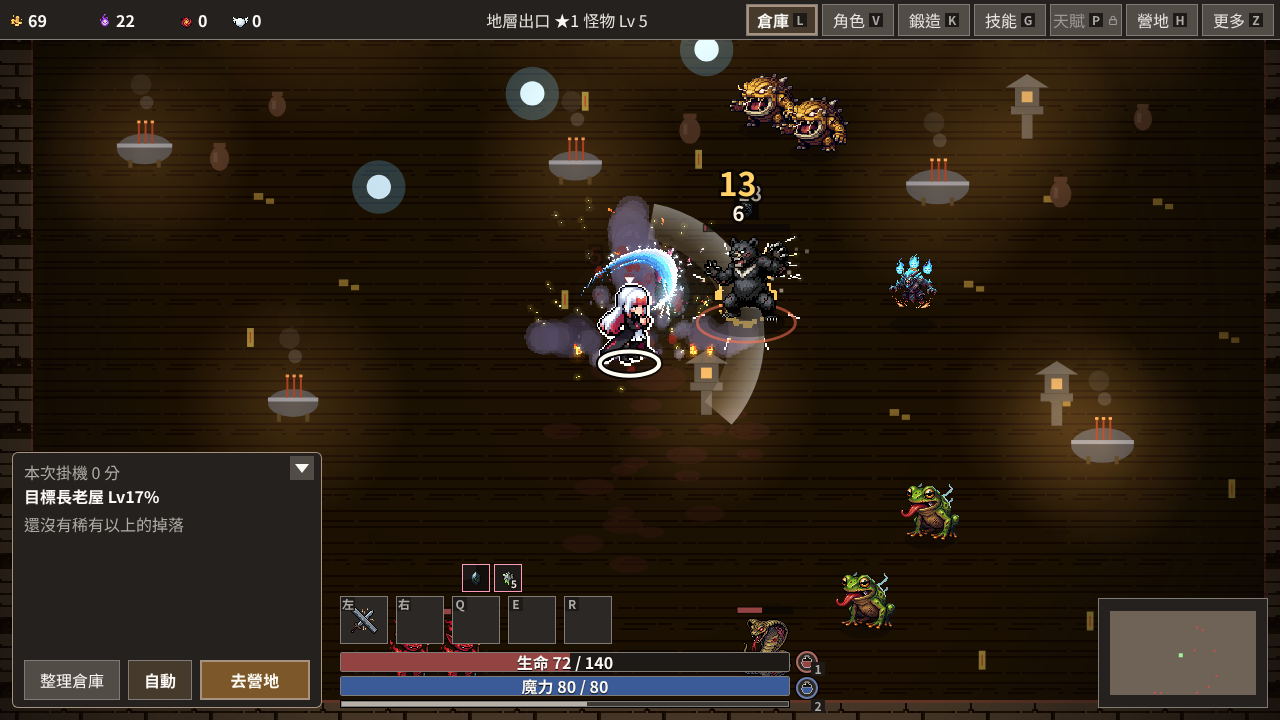 69
22
0
0
地層出口 ★1 怪物 Lv 5
倉庫 L
角色 V
鍛造 K
技能 G
天賦 P
營地 H
更多 Z
13
6
本次掛機 0 分
目標長老屋 Lv17%
還沒有稀有以上的掉落
整理倉庫
自動
去營地
5
左
右
Q
E
R
生命 72 / 140
1
魔力 80 / 80
2